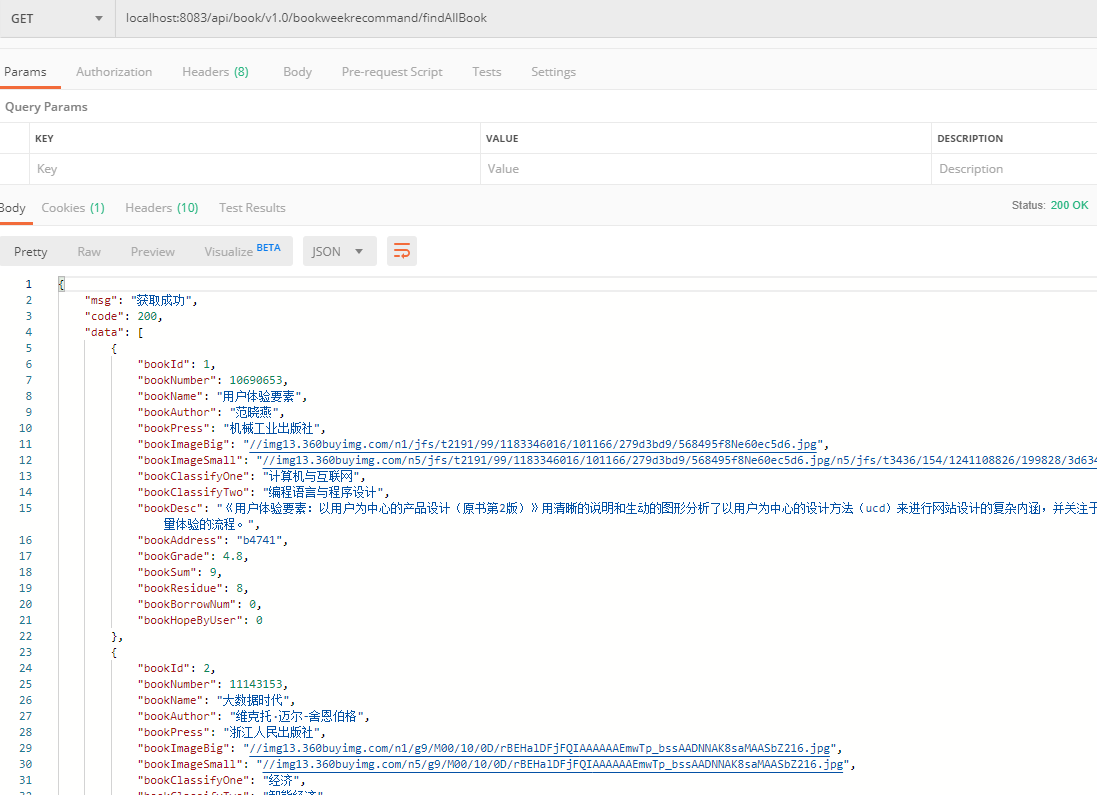 GET localhost:8083/api/book/v1.0/bookweekrecommand/findAllBook
Params Authorization Headers (8) Body Pre-request Script Tests Settings
Query Params
KEY VALUE DESCRIPTION
Key Value Description
Body Cookies (1) Headers (10) Test Results Status: 200 OK
Pretty Raw Preview Visualize BETA JSON
1 {
2 "msg": "获取成功",
3 "code": 200,
4 "data": [
5 {
6 "bookId": 1,
7 "bookNumber": 10690653,
8 "bookName": "用户体验要素",
9 "bookAuthor": "范晓燕",
10 "bookPress": "机械工业出版社",
11 "bookImageBig": "//img13.360buyimg.com/n1/jfs/t2191/99/1183346016/101166/279d3bd9/568495f8Ne60ec5d6.jpg",
12 "bookImageSmall": "//img13.360buyimg.com/n5/jfs/t2191/99/1183346016/101166/279d3bd9/568495f8Ne60ec5d6.jpg/n5/jfs/t3436/154/1241108826/199828/3d634
13 "bookClassifyOne": "计算机与互联网",
14 "bookClassifyTwo": "编程语言与程序设计",
15 "bookDesc": "《用户体验要素：以用户为中心的产品设计（原书第2版）》用清晰的说明和生动的图形分析了以用户为中心的设计方法（ucd）来进行网站设计的复杂内涵，并关注于
量体验的流程。",
16 "bookAddress": "b4741",
17 "bookGrade": 4.8,
18 "bookSum": 9,
19 "bookResidue": 8,
20 "bookBorrowNum": 0,
21 "bookHopeByUser": 0
22 },
23 {
24 "bookId": 2,
25 "bookNumber": 11143153,
26 "bookName": "大数据时代",
27 "bookAuthor": "维克托·迈尔-舍恩伯格",
28 "bookPress": "浙江人民出版社",
29 "bookImageBig": "//img13.360buyimg.com/n1/g9/M00/10/0D/rBEHalDFjFQIAAAAAAEmwTp_bssAADNNAK8saMAASbZ216.jpg",
30 "bookImageSmall": "//img13.360buyimg.com/n5/g9/M00/10/0D/rBEHalDFjFQIAAAAAAEmwTp_bssAADNNAK8saMAASbZ216.jpg",
31 "bookClassifyOne": "经济",